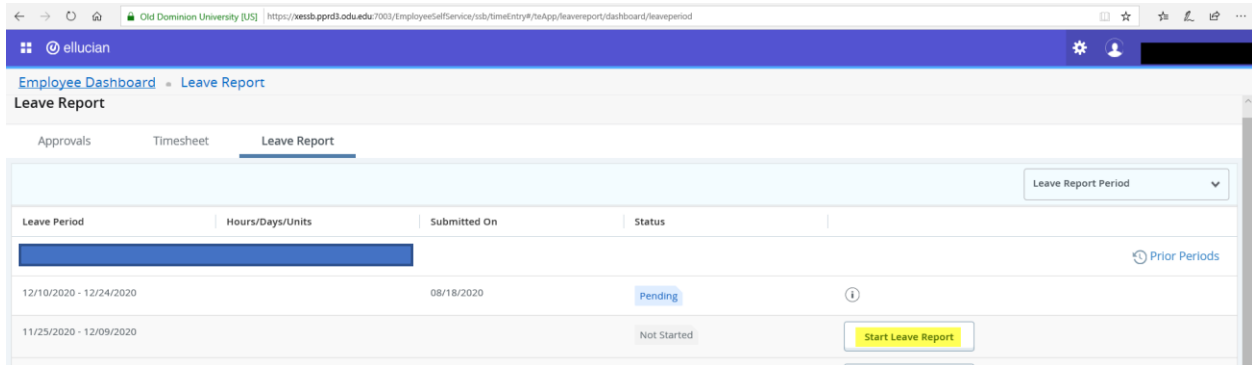 Old Dominion University [US] https://xessb.pprd3.odu.edu:7003/EmployeeSelfService/ssb/timeEntry#/teApp/leavereport/dashboard/leaveperiod
ellucian
Employee Dashboard • Leave Report
Leave Report
Approvals Timesheet Leave Report
Leave Report Period
Leave Period Hours/Days/Units Submitted On Status
Prior Periods
12/10/2020 - 12/24/2020 08/18/2020 Pending
11/25/2020 - 12/09/2020 Not Started Start Leave Report